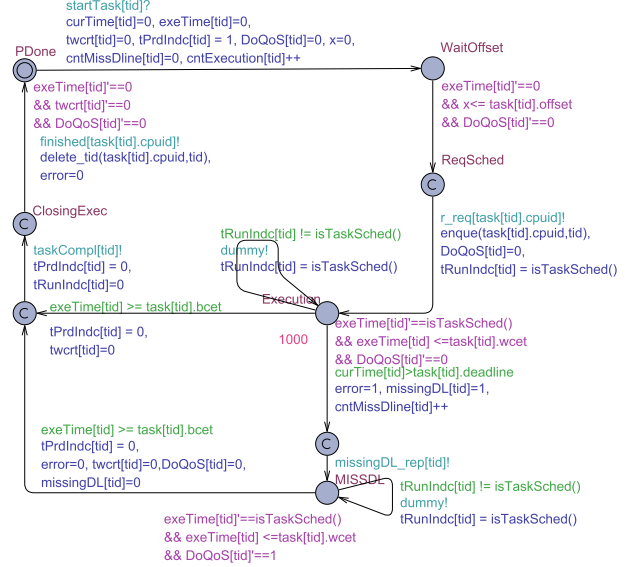 startTask[tid]?
curTime[tid]=0, exeTime[tid]=0,
twcrt[tid]=0, tPrdIndc[tid] = 1, DoQoS[tid]=0, x=0,
cntMissDline[tid]=0, cntExecution[tid]++
PDone
WaitOffset
exeTime[tid]'==0
&& twcrt[tid]'==0
&& DoQoS[tid]'==0
exeTime[tid]'==0
&& x<= task[tid].offset
&& DoQoS[tid]'==0
finished[task[tid].cpuid]!
delete_tid(task[tid].cpuid,tid),
error=0
ReqSched
C
C
ClosingExec
r_req[task[tid].cpuid]!
enque(task[tid].cpuid,tid),
DoQoS[tid]=0,
tRunIndc[tid] = isTaskSched()
tRunIndc[tid] != isTaskSched()
dummy!
tRunIndc[tid] = isTaskSched()
taskCompl[tid]!
tPrdIndc[tid] = 0,
tRunIndc[tid]=0
Execution
exeTime[tid] >= task[tid].bcet
C
tPrdIndc[tid] = 0,
twcrt[tid]=0
1000
exeTime[tid]'==isTaskSched()
&& exeTime[tid] <=task[tid].wcet
&& DoQoS[tid]'==0
curTime[tid]>task[tid].deadline
error=1, missingDL[tid]=1,
cntMissDline[tid]++
exeTime[tid] >= task[tid].bcet
tPrdIndc[tid] = 0,
error=0, twcrt[tid]=0,DoQoS[tid]=0,
missingDL[tid]=0
C
missingDL_rep[tid]!
MISSDL
tRunIndc[tid] != isTaskSched()
dummy!
tRunIndc[tid] = isTaskSched()
exeTime[tid]'==isTaskSched()
&& exeTime[tid] <=task[tid].wcet
&& DoQoS[tid]'==1